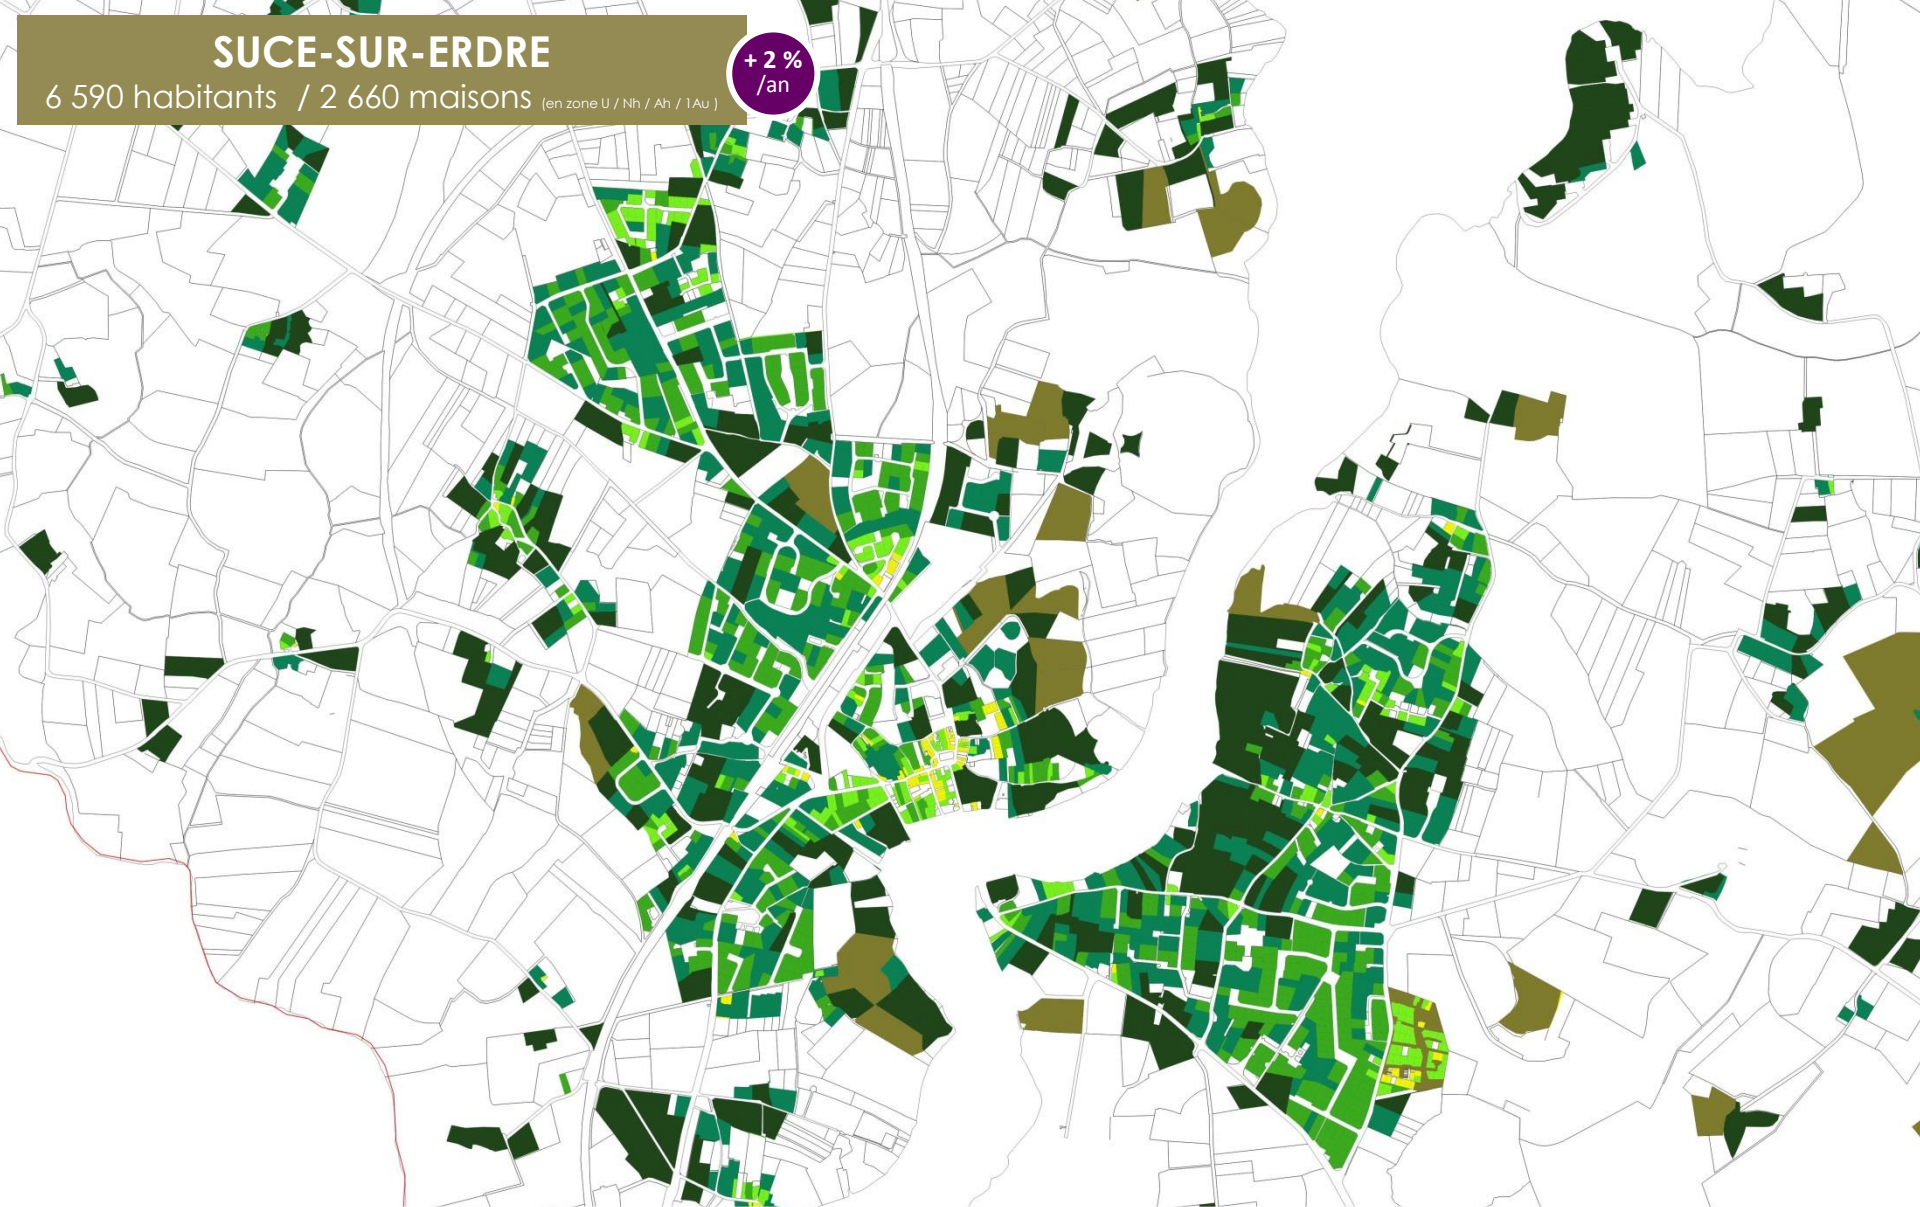 SUCE-SUR-ERDRE
6 590 habitants / 2 660 maisons (en zone U / Nh / Ah / 1Au )
+ 2 %
/an